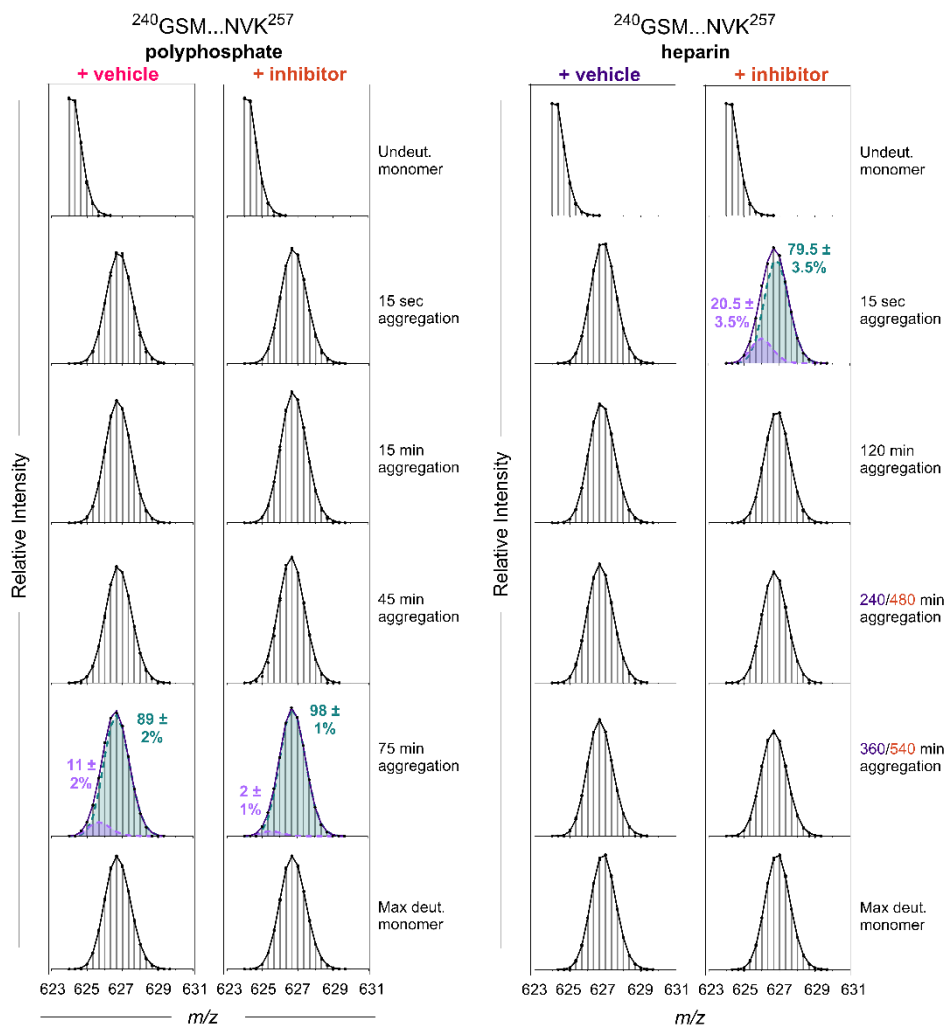 ²⁴⁰GSM...NVK²⁵⁷
polyphosphate
+ vehicle
+ inhibitor
Relative Intensity
Undeut.
monomer
15 sec
aggregation
15 min
aggregation
45 min
aggregation
89 ±
2%
11 ±
2%
98 ±
1%
2 ±
1%
75 min
aggregation
Max deut.
monomer
623 625 627 629 631
623 625 627 629 631
m/z
²⁴⁰GSM...NVK²⁵⁷
heparin
+ vehicle
+ inhibitor
Relative Intensity
Undeut.
monomer
79.5 ±
3.5%
20.5 ±
3.5%
15 sec
aggregation
120 min
aggregation
240/480 min
aggregation
360/540 min
aggregation
Max deut.
monomer
623 625 627 629 631
623 625 627 629 631
m/z